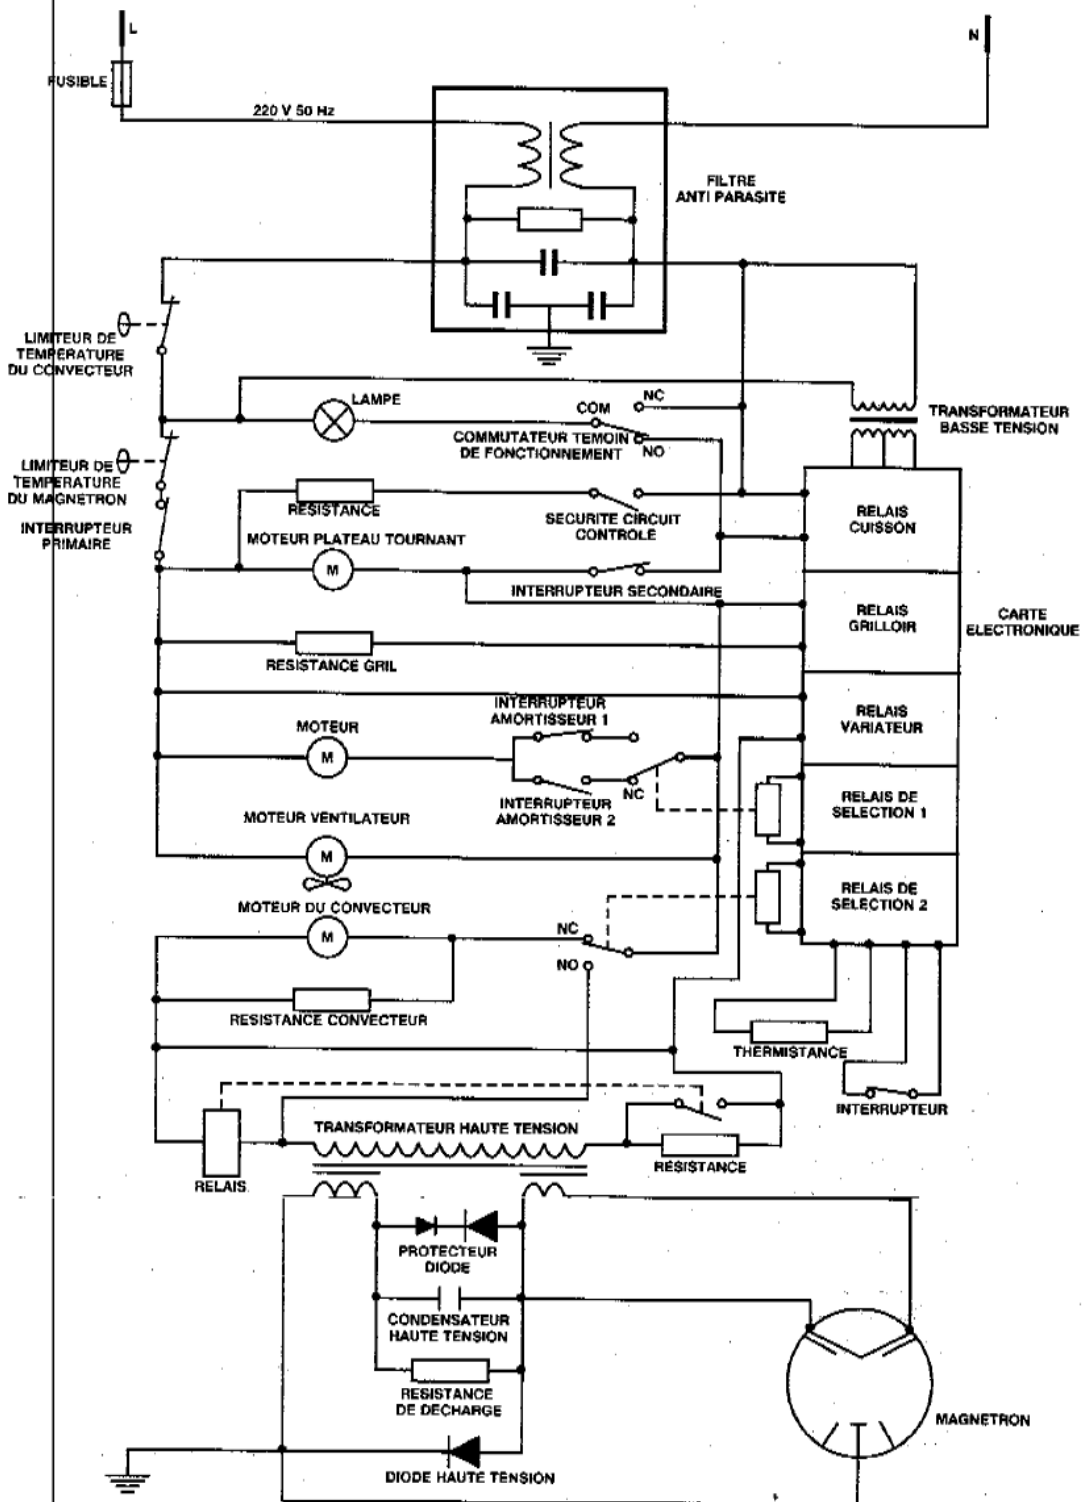 L
N
FUSIBLE
220 V 50 Hz
FILTRE
ANTI PARASITE
LIMITEUR DE
TEMPERATURE
DU CONVECTEUR
LAMPE
COM
NC
COMMUTATEUR TEMOIN
DE FONCTIONNEMENT
NO
TRANSFORMATEUR
BASSE TENSION
LIMITEUR DE
TEMPERATURE
DU MAGNETRON
INTERRUPTEUR
PRIMAIRE
RESISTANCE
SECURITE CIRCUIT
CONTROLE
RELAIS
CUISSON
MOTEUR PLATEAU TOURNANT
M
INTERRUPTEUR SECONDAIRE
RELAIS
GRILLOIR
CARTE
ELECTRONIQUE
RESISTANCE GRIL
INTERRUPTEUR
AMORTISSEUR 1
RELAIS
VARIATEUR
MOTEUR
M
NC
INTERRUPTEUR
AMORTISSEUR 2
RELAIS DE
SELECTION 1
MOTEUR VENTILATEUR
M
RELAIS DE
SELECTION 2
MOTEUR DU CONVECTEUR
M
NC
NO
RESISTANCE CONVECTEUR
THERMISTANCE
INTERRUPTEUR
TRANSFORMATEUR HAUTE TENSION
RESISTANCE
RELAIS
PROTECTEUR
DIODE
CONDENSATEUR
HAUTE TENSION
RESISTANCE
DE DECHARGE
MAGNETRON
DIODE HAUTE TENSION